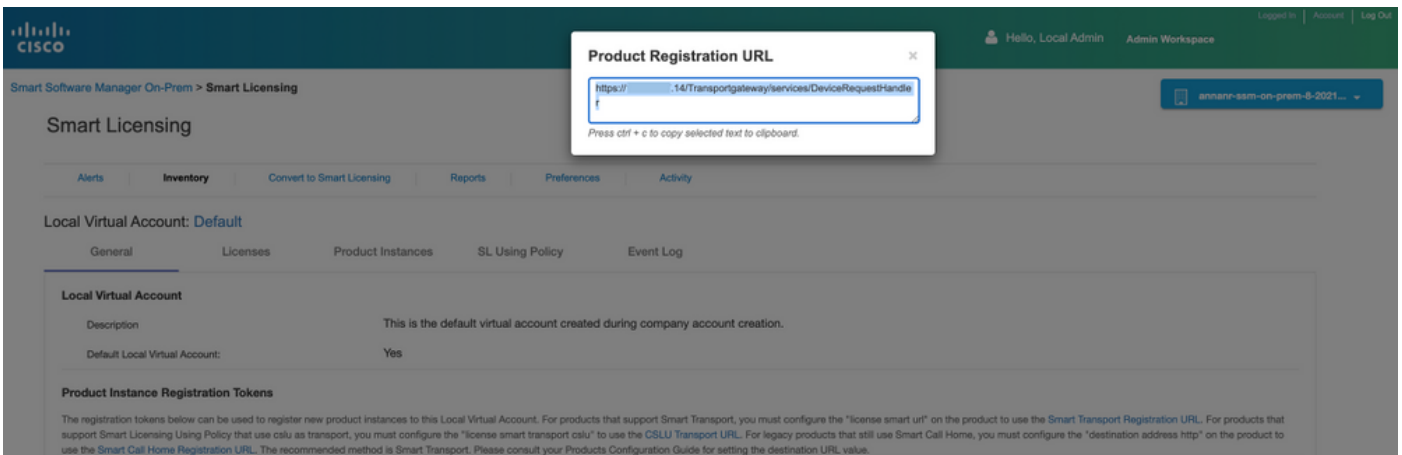 Logged In | Account | Log Out
CISCO
Hello, Local Admin Admin Workspace
Product Registration URL ×
https:// .14/Transportgateway/services/DeviceRequestHandle
r
Press ctrl + c to copy selected text to clipboard.
Smart Software Manager On-Prem > Smart Licensing
annanr-ssm-on-prem-8-2021...
Smart Licensing
Alerts Inventory Convert to Smart Licensing Reports Preferences Activity
Local Virtual Account: Default
General Licenses Product Instances SL Using Policy Event Log
Local Virtual Account
Description This is the default virtual account created during company account creation.
Default Local Virtual Account: Yes
Product Instance Registration Tokens
The registration tokens below can be used to register new product instances to this Local Virtual Account. For products that support Smart Transport, you must configure the "license smart url" on the product to use the Smart Transport Registration URL. For products that
support Smart Licensing Using Policy that use cslu as transport, you must configure the "license smart transport cslu" to use the CSLU Transport URL. For legacy products that still use Smart Call Home, you must configure the "destination address http" on the product to
use the Smart Call Home Registration URL. The recommended method is Smart Transport. Please consult your Products Configuration Guide for setting the destination URL value.